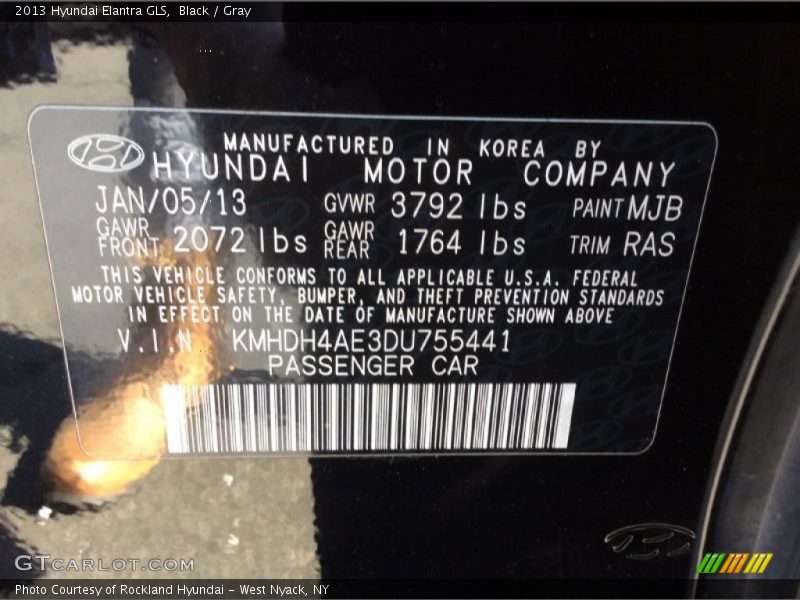 2013 Hyundai Elantra GLS, Black / Gray
MANUFACTURED IN KOREA BY
HYUNDAI MOTOR COMPANY
JAN/05/13 GVWR 3792 lbs PAINT MJB
GAWR FRONT 2072 lbs GAWR REAR 1764 lbs TRIM RAS
THIS VEHICLE CONFORMS TO ALL APPLICABLE U.S.A. FEDERAL
MOTOR VEHICLE SAFETY, BUMPER, AND THEFT PREVENTION STANDARDS
IN EFFECT ON THE DATE OF MANUFACTURE SHOWN ABOVE
V.I.N KMHDH4AE3DU755441
PASSENGER CAR
GTCARLOT.COM
Photo Courtesy of Rockland Hyundai - West Nyack, NY